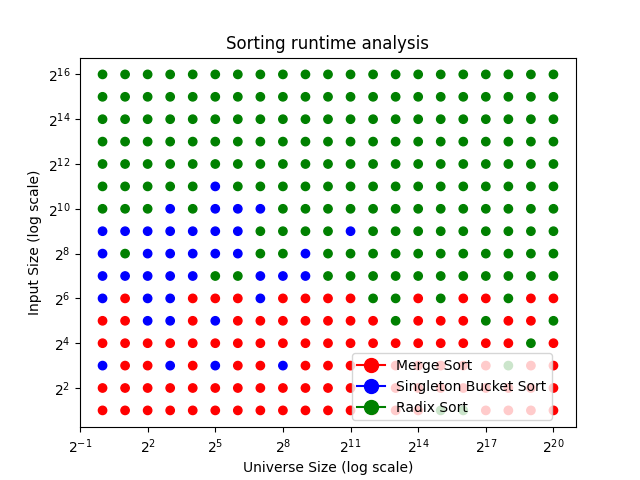 Sorting runtime analysis
Input Size (log scale)
2^16
2^14
2^12
2^10
2^8
2^6
2^4
2^2
Merge Sort
Singleton Bucket Sort
Radix Sort
2^−1 2^2 2^5 2^8 2^11 2^14 2^17 2^20
Universe Size (log scale)